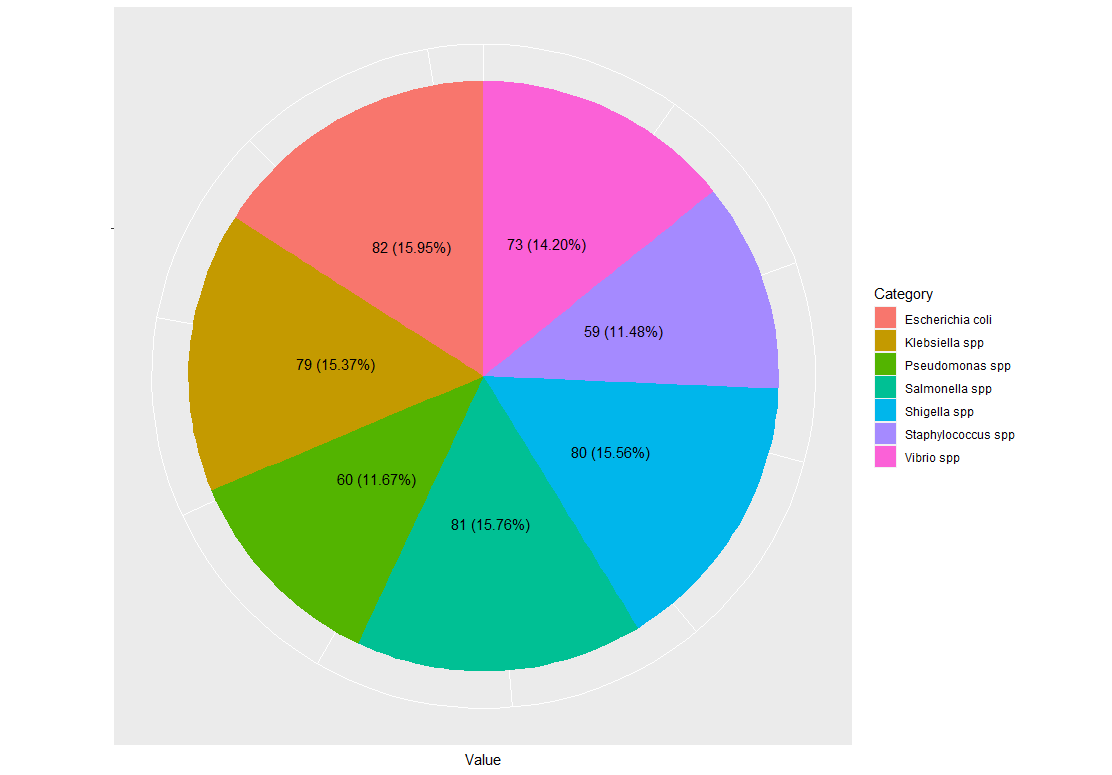 82 (15.95%)
73 (14.20%)
59 (11.48%)
79 (15.37%)
80 (15.56%)
60 (11.67%)
81 (15.76%)
Value
Category
Escherichia coli
Klebsiella spp
Pseudomonas spp
Salmonella spp
Shigella spp
Staphylococcus spp
Vibrio spp